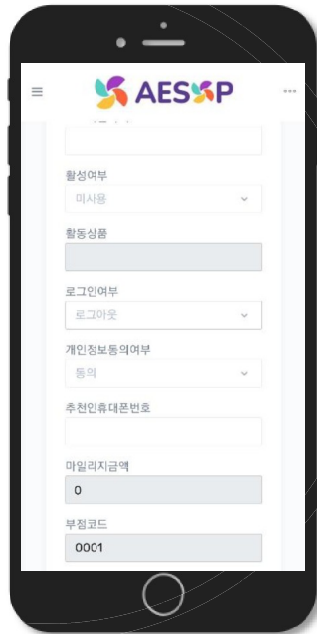 AESOP
활성여부
미사용
활동상품
로그인여부
로그아웃
개인정보동의여부
동의
추천인휴대폰번호
마일리지금액
0
부점코드
0001